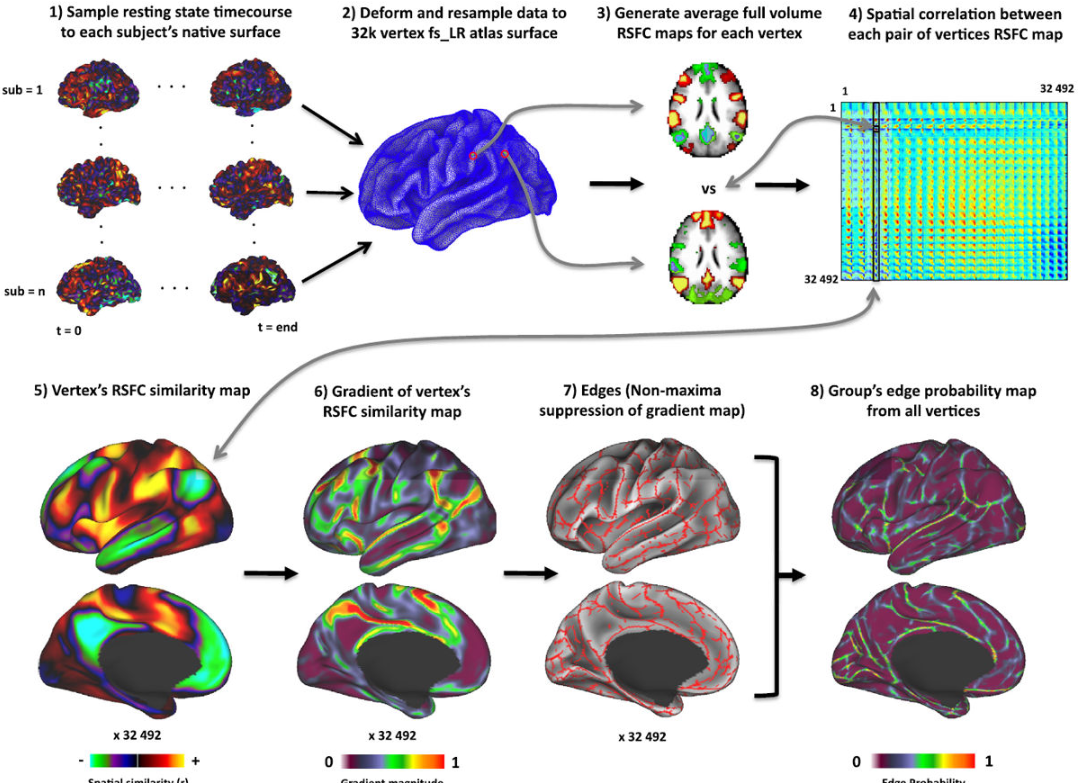 1) Sample resting state timecourse
to each subject's native surface
2) Deform and resample data to
32k vertex fs_LR atlas surface
3) Generate average full volume
RSFC maps for each vertex
4) Spatial correlation between
each pair of vertices RSFC map
sub = 1
sub = n
t = 0
t = end
vs
1
32 492
1
32 492
5) Vertex's RSFC similarity map
6) Gradient of vertex's
RSFC similarity map
7) Edges (Non-maxima
suppression of gradient map)
8) Group's edge probability map
from all vertices
x 32 492
x 32 492
x 32 492
- +
Spatial similarity (r)
0 1
Gradient magnitude
0 1
Edge Probability